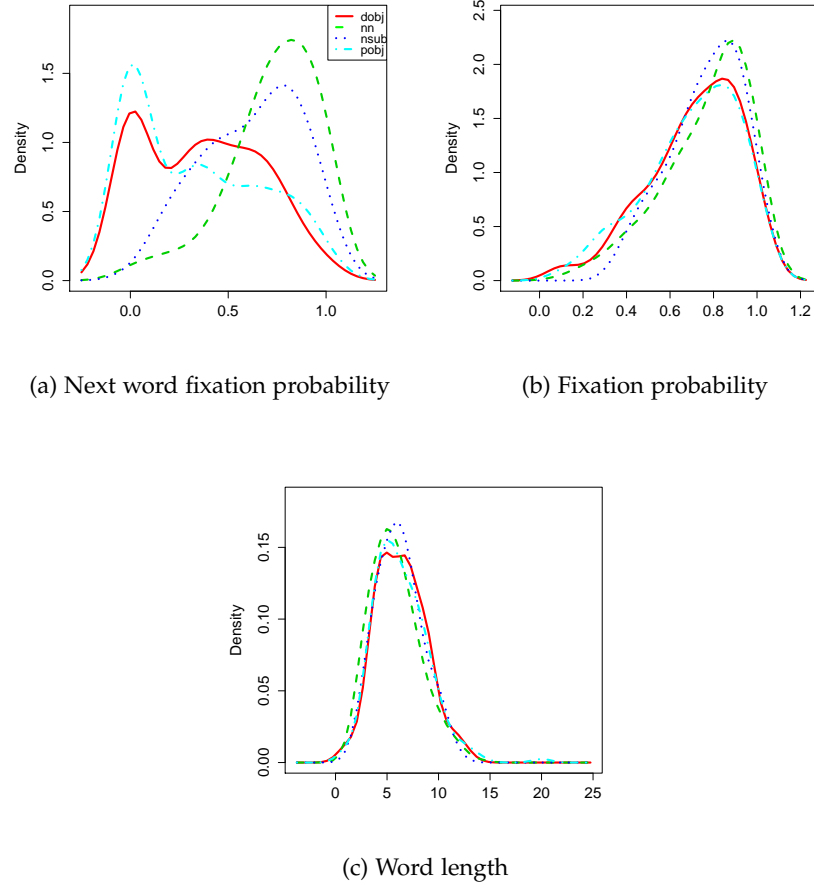 dobj
nn
nsub
pobj
Density
0.0 0.5 1.0 1.5
0.0 0.5 1.0
Density
0.0 0.5 1.0 1.5 2.0 2.5
0.0 0.2 0.4 0.6 0.8 1.0 1.2
(a) Next word fixation probability
(b) Fixation probability
Density
0.00 0.05 0.10 0.15
0 5 10 15 20 25
(c) Word length